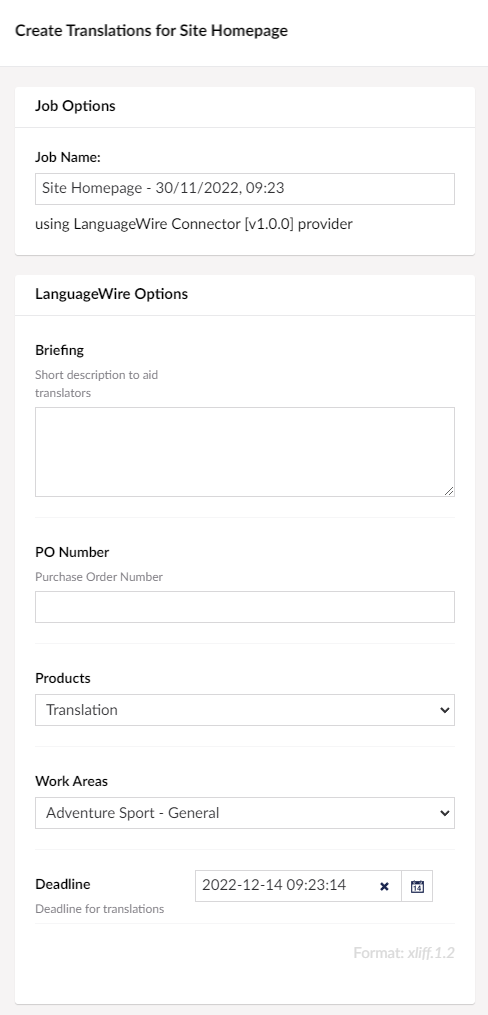 Create Translations for Site Homepage
Job Options
Job Name:
Site Homepage - 30/11/2022, 09:23
using LanguageWire Connector [v1.0.0] provider
LanguageWire Options
Briefing
Short description to aid
translators
PO Number
Purchase Order Number
Products
Translation
Work Areas
Adventure Sport - General
Deadline
2022-12-14 09:23:14
14
Deadline for translations
Format: xliff.1.2